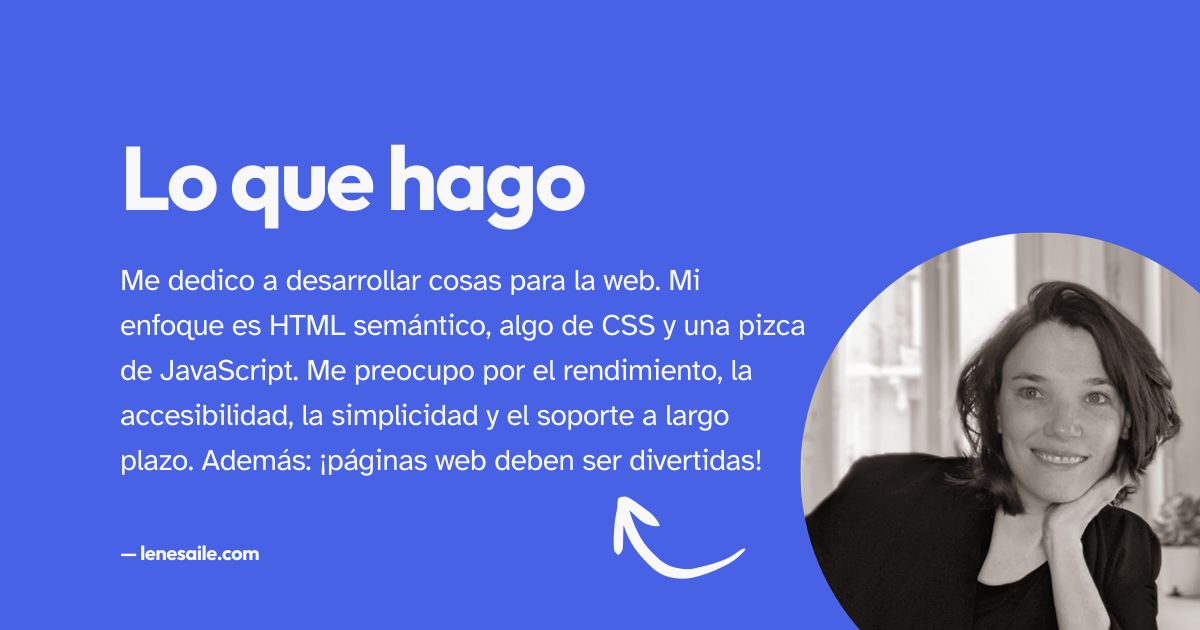 Lo que hago
Me dedico a desarrollar cosas para la web. Mi
enfoque es HTML semántico, algo de CSS y una pizca
de JavaScript. Me preocupo por el rendimiento, la
accesibilidad, la simplicidad y el soporte a largo
plazo. Además: ¡páginas web deben ser divertidas!
— lenesaile.com